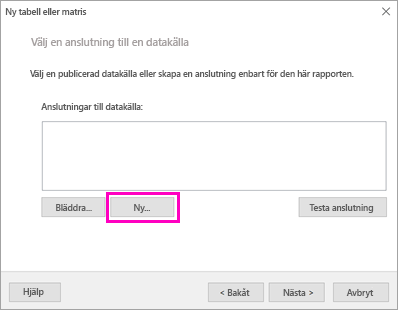 Ny tabell eller matris
Välj en anslutning till en datakälla
Välj en publicerad datakälla eller skapa en anslutning enbart för den här rapporten.
Anslutningar till datakälla:
Bläddra... Ny... Testa anslutning
Hjälp < Bakåt Nästa > Avbryt